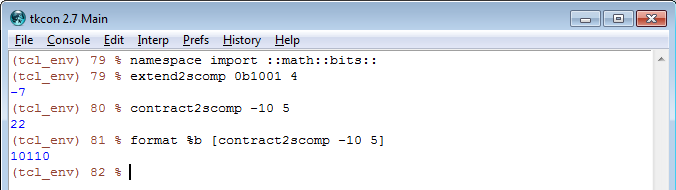 tkcon 2.7 Main
File Console Edit Interp Prefs History Help
(tcl_env) 79 % namespace import ::math::bits::
(tcl_env) 79 % extend2scomp 0b1001 4
-7
(tcl_env) 80 % contract2scomp -10 5
22
(tcl_env) 81 % format %b [contract2scomp -10 5]
10110
(tcl_env) 82 %